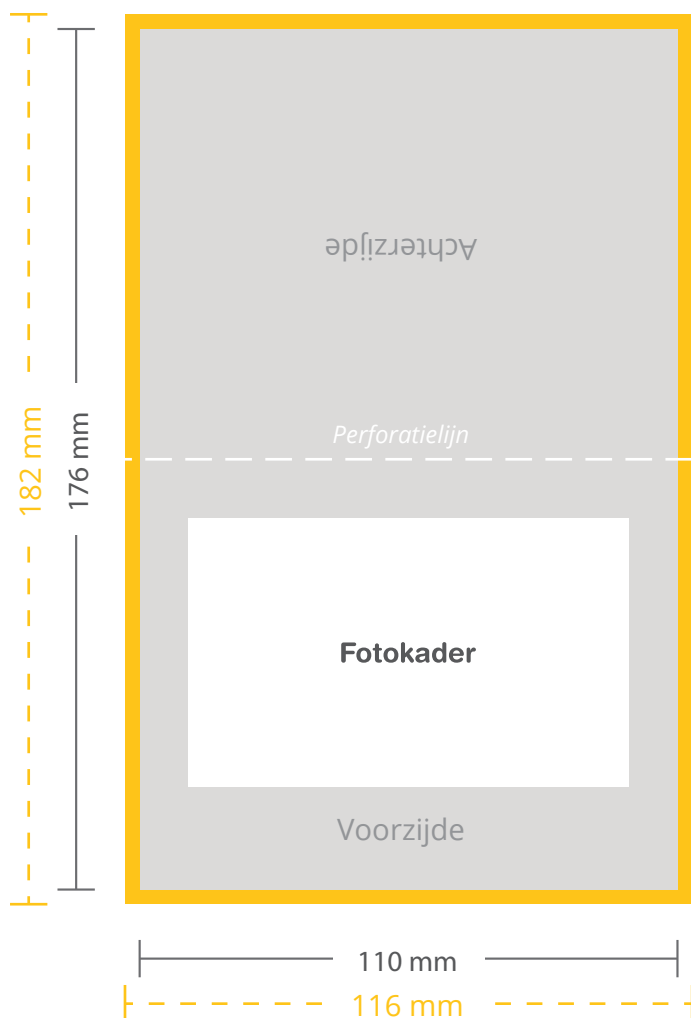 Achterzijde
Perforatielijn
182 mm
176 mm
Fotokader
Voorzijde
110 mm
116 mm